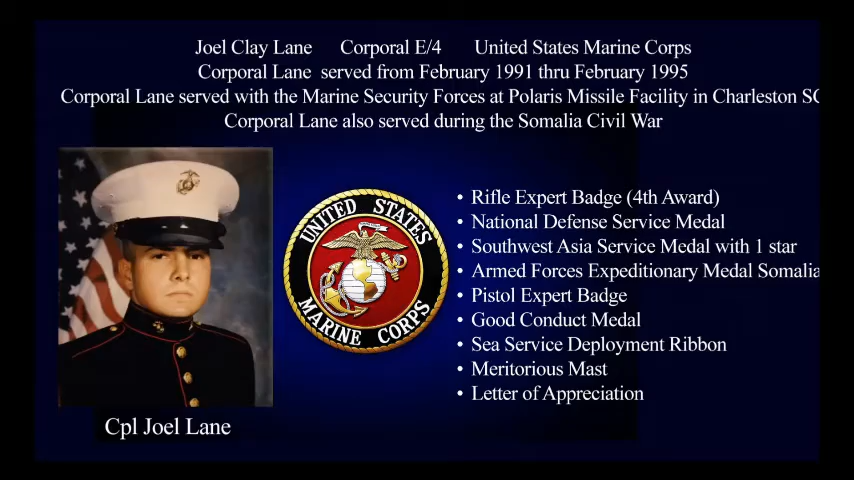 Joel Clay Lane Corporal E/4 United States Marine Corps
Corporal Lane served from February 1991 thru February 1995
Corporal Lane served with the Marine Security Forces at Polaris Missile Facility in Charleston SC
Corporal Lane also served during the Somalia Civil War
UNITED STATES
MARINE CORPS
• Rifle Expert Badge (4th Award)
• National Defense Service Medal
• Southwest Asia Service Medal with 1 star
• Armed Forces Expeditionary Medal Somalia
• Pistol Expert Badge
• Good Conduct Medal
• Sea Service Deployment Ribbon
• Meritorious Mast
• Letter of Appreciation
Cpl Joel Lane